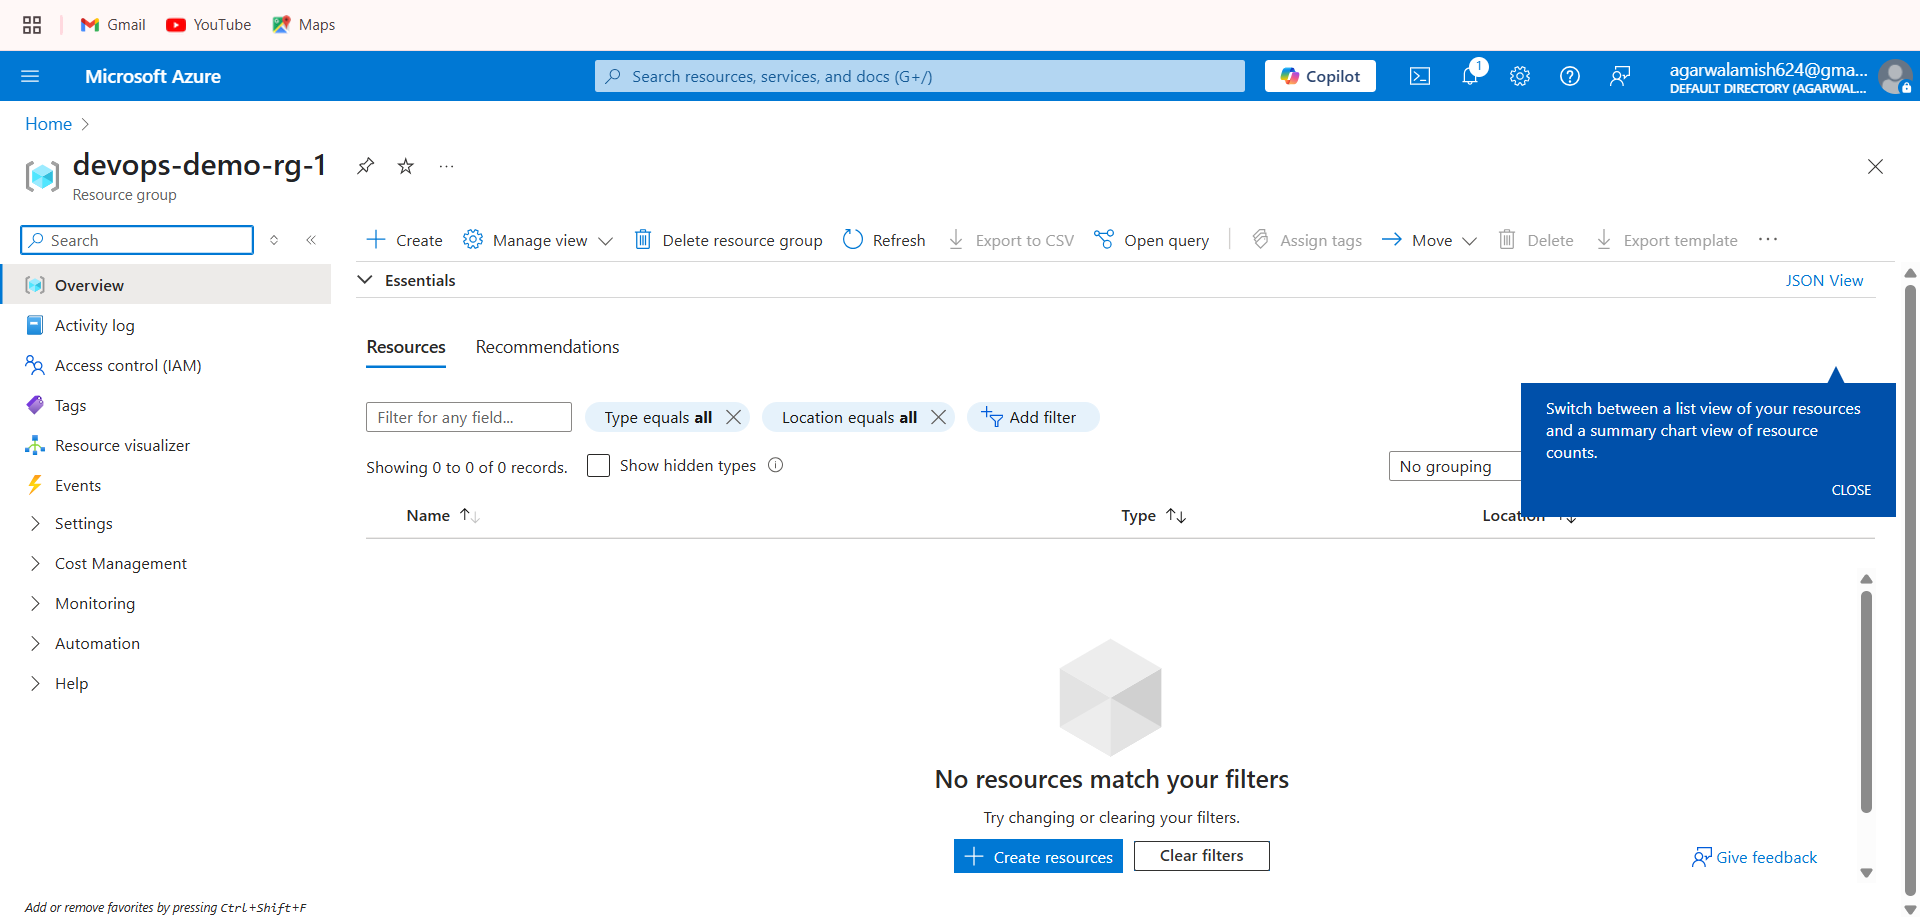 Gmail YouTube Maps
Microsoft Azure
Search resources, services, and docs (G+/)
Copilot
1
agarwalamish624@gma...
DEFAULT DIRECTORY (AGARWAL...
Home
devops-demo-rg-1
Resource group
Search
Create Manage view Delete resource group Refresh Export to CSV Open query Assign tags Move Delete Export template
Overview
Activity log
Access control (IAM)
Tags
Resource visualizer
Events
Settings
Cost Management
Monitoring
Automation
Help
Add or remove favorites by pressing Ctrl+Shift+F
Essentials
JSON View
Resources Recommendations
Filter for any field...
Type equals all
Location equals all
Add filter
Showing 0 to 0 of 0 records.
Show hidden types
No grouping
Switch between a list view of your resources
and a summary chart view of resource
counts.
CLOSE
Name Type Location
No resources match your filters
Try changing or clearing your filters.
Create resources
Clear filters
Give feedback